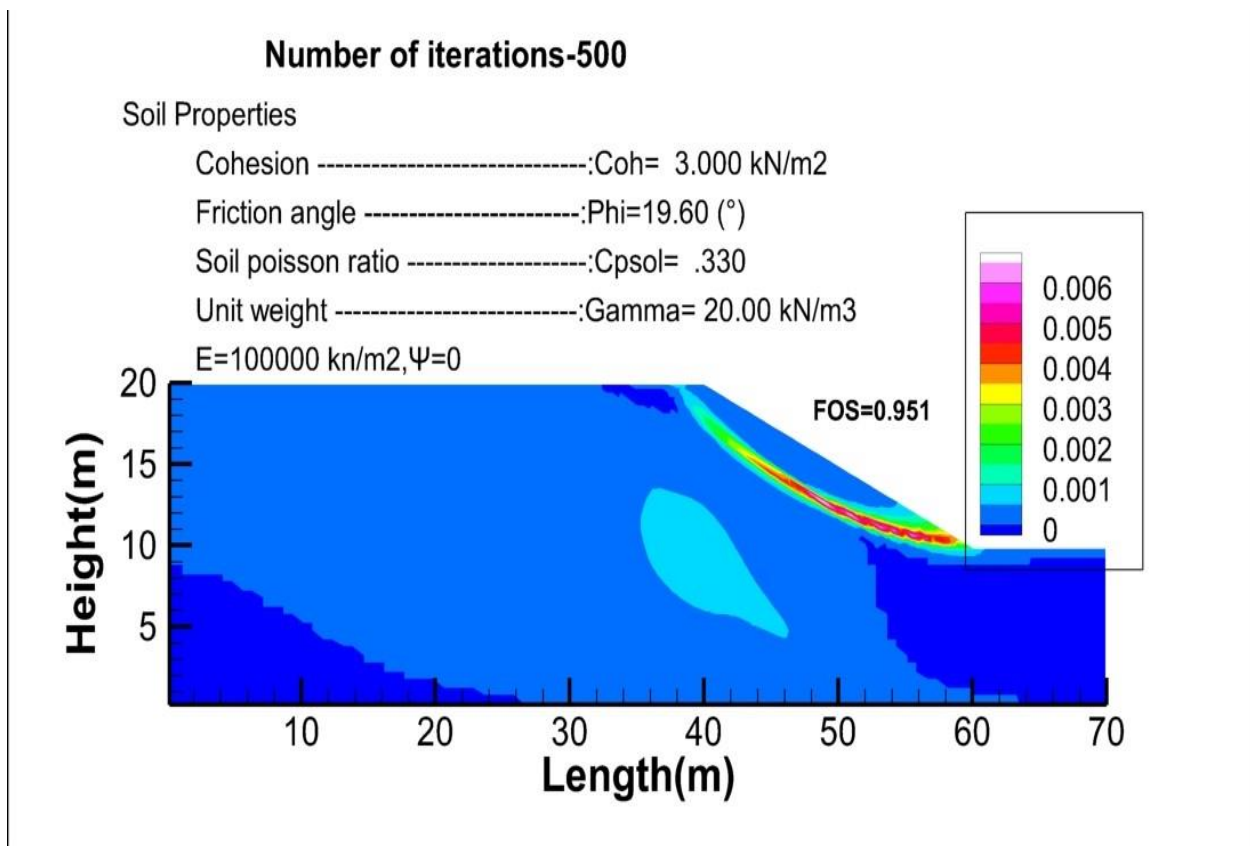 Number of iterations-500
Soil Properties
Cohesion ------------------------------:Coh=  3.000 kN/m2
Friction angle ------------------------:Phi=19.60 (°)
Soil poisson ratio --------------------:Cpsol=  .330
Unit weight ---------------------------:Gamma= 20.00 kN/m3
E=100000 kn/m2,Ψ=0
FOS=0.951
0.006
0.005
0.004
0.003
0.002
0.001
0
20
15
10
5
Height(m)
10 20 30 40 50 60 70
Length(m)